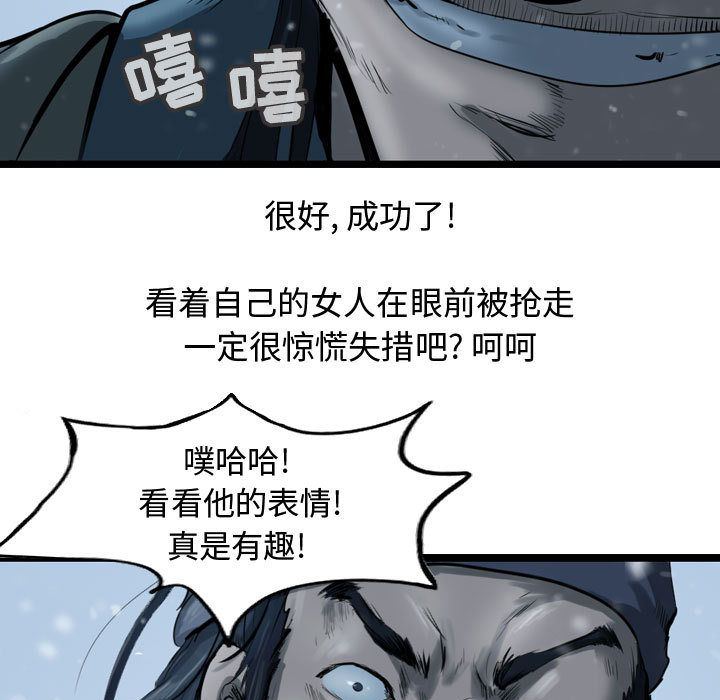 嘻嘻
很好, 成功了!
看着自己的女人在眼前被抢走
一定很惊慌失措吧? 呵呵
噗哈哈!
看看他的表情!
真是有趣!